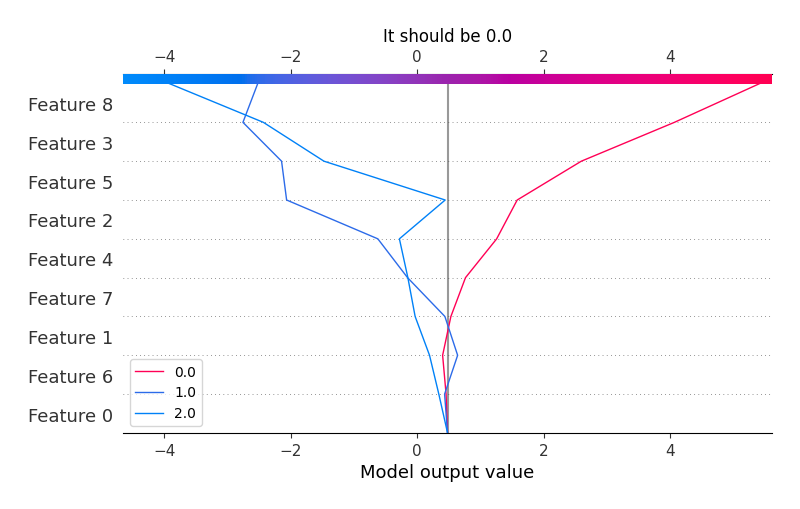 It should be 0.0
−4 −2 0 2 4
Feature 8
Feature 3
Feature 5
Feature 2
Feature 4
Feature 7
Feature 1
Feature 6
Feature 0
0.0
1.0
2.0
−4 −2 0 2 4
Model output value